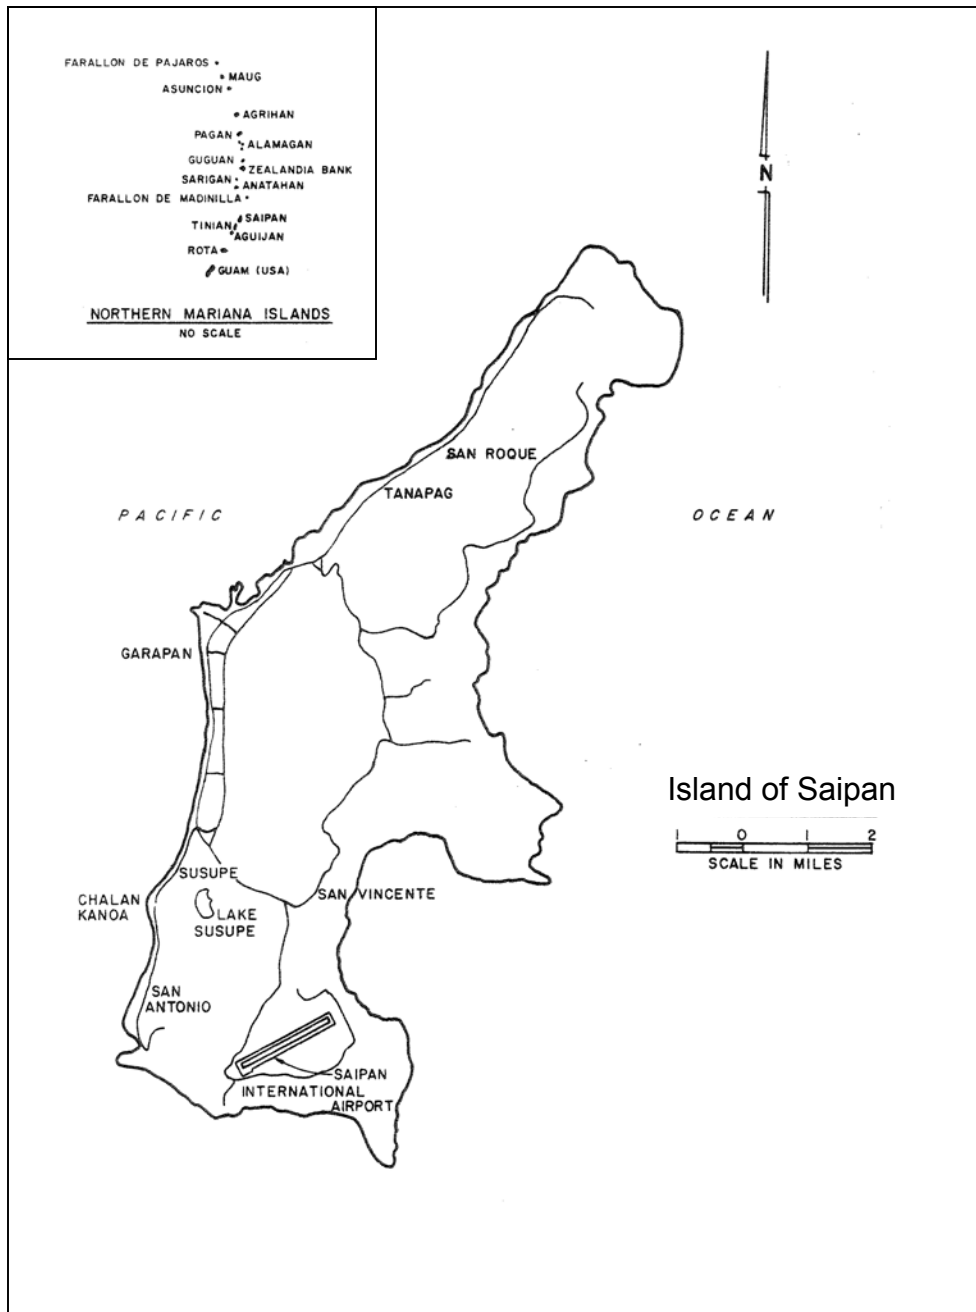 FARALLON DE PAJAROS
MAUG
ASUNCION
AGRIHAN
PAGAN
ALAMAGAN
GUGUAN
ZEALANDIA BANK
SARIGAN
ANATAHAN
FARALLON DE MADINILLA
SAIPAN
TINIAN
AGUIJAN
ROTA
GUAM (USA)
NORTHERN MARIANA ISLANDS
NO SCALE
N
SAN ROQUE
TANAPAG
PACIFIC
OCEAN
GARAPAN
Island of Saipan
1 0 1 2
SCALE IN MILES
SUSUPE
CHALAN
KANOA
SAN VINCENTE
LAKE
SUSUPE
SAN
ANTONIO
SAIPAN
INTERNATIONAL
AIRPORT